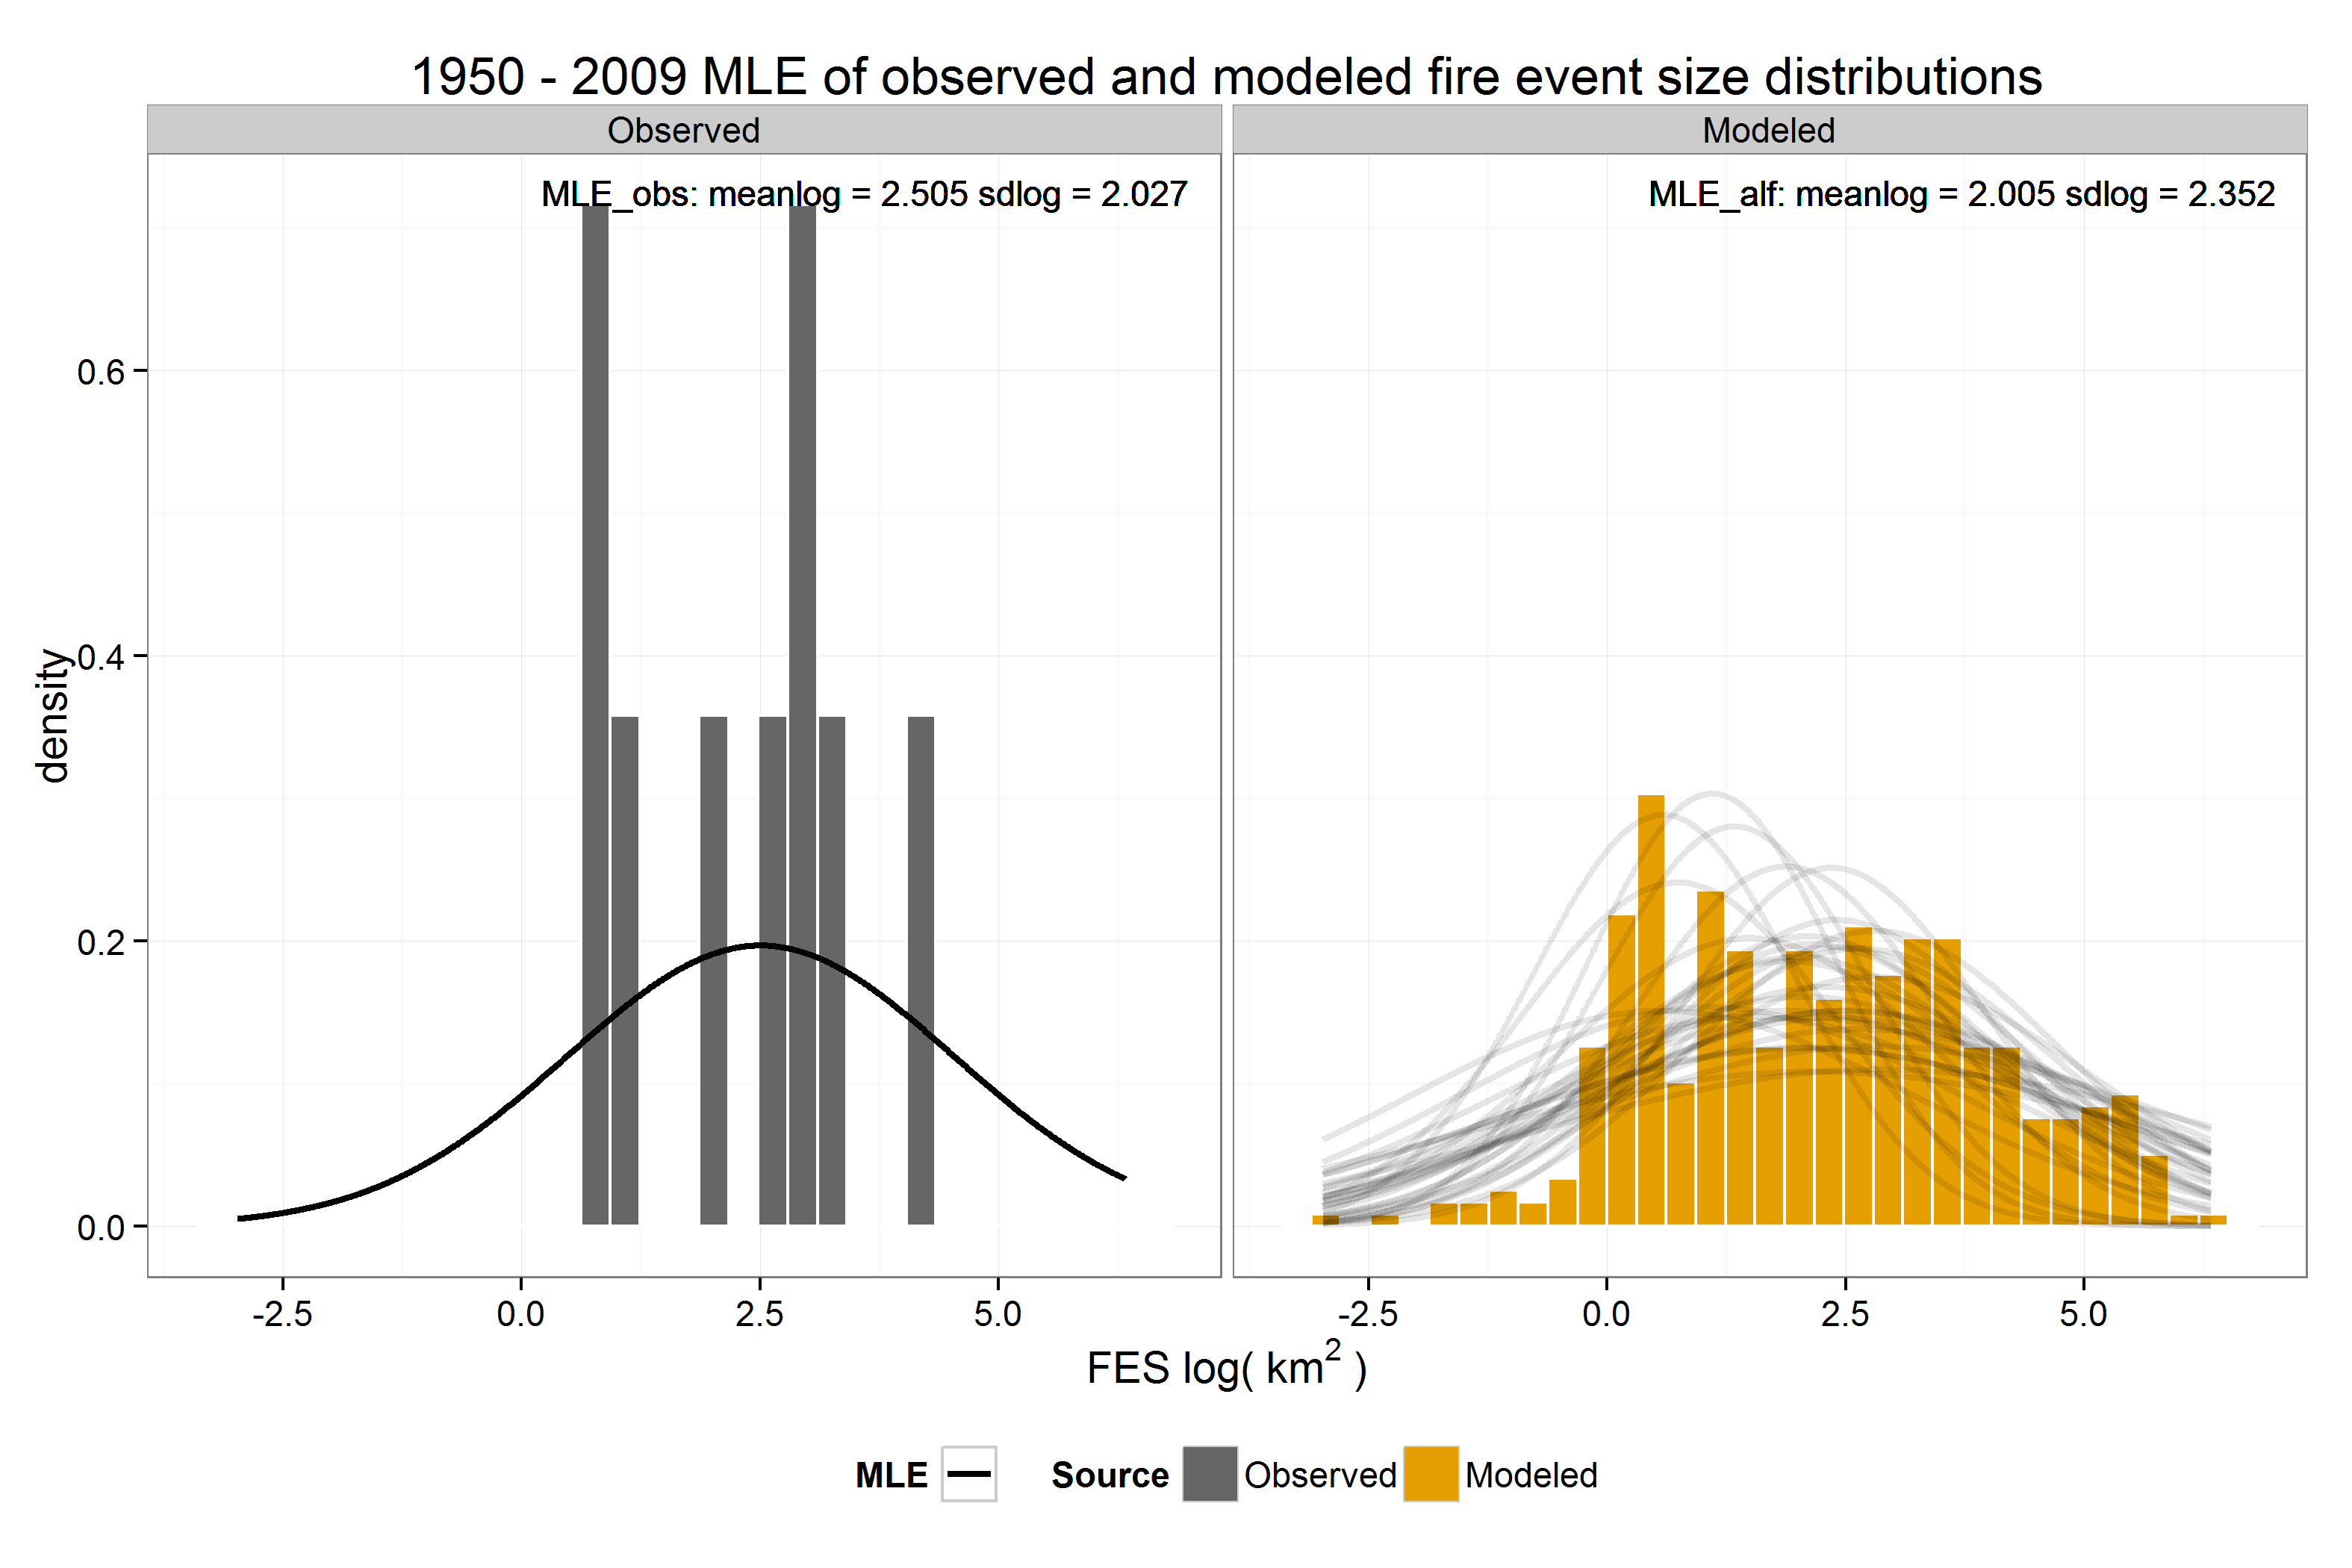 1950 - 2009 MLE of observed and modeled fire event size distributions
Observed
Modeled
MLE_obs: meanlog = 2.505 sdlog = 2.027
MLE_alf: meanlog = 2.005 sdlog = 2.352
density
0.6
0.4
0.2
0.0
-2.5 0.0 2.5 5.0
-2.5 0.0 2.5 5.0
FES log( km² )
MLE Source Observed Modeled